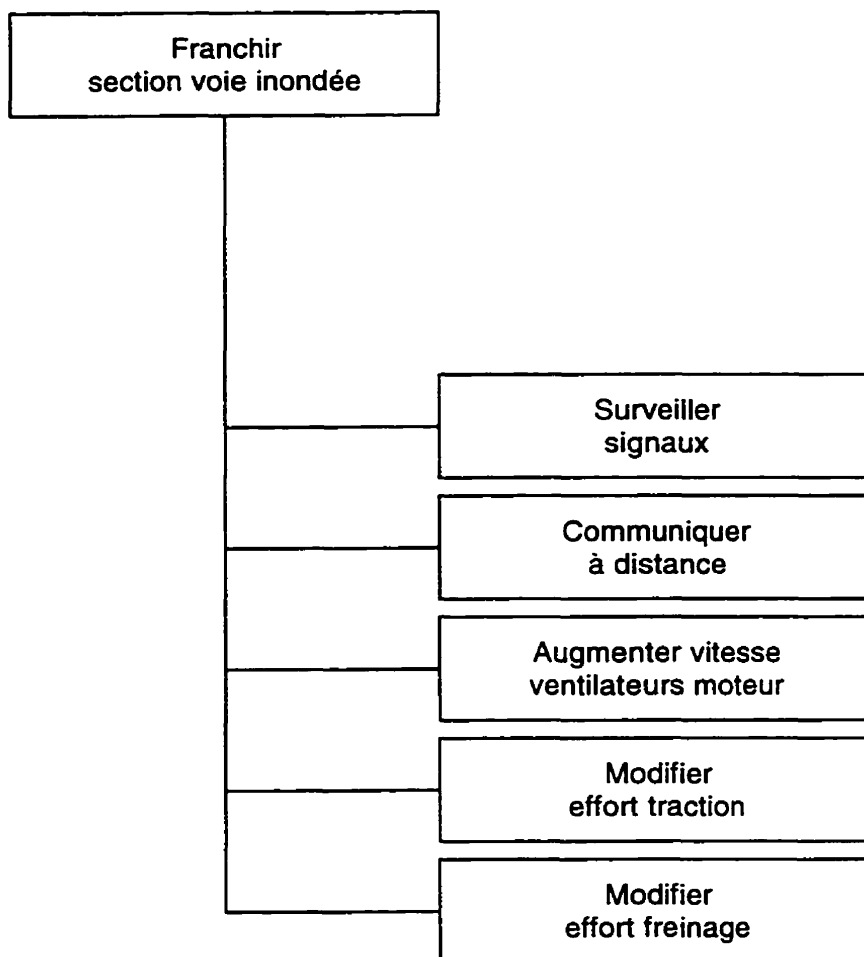 Franchir
section voie inondée
Surveiller
signaux
Communiquer
à distance
Augmenter vitesse
ventilateurs moteur
Modifier
effort traction
Modifier
effort freinage